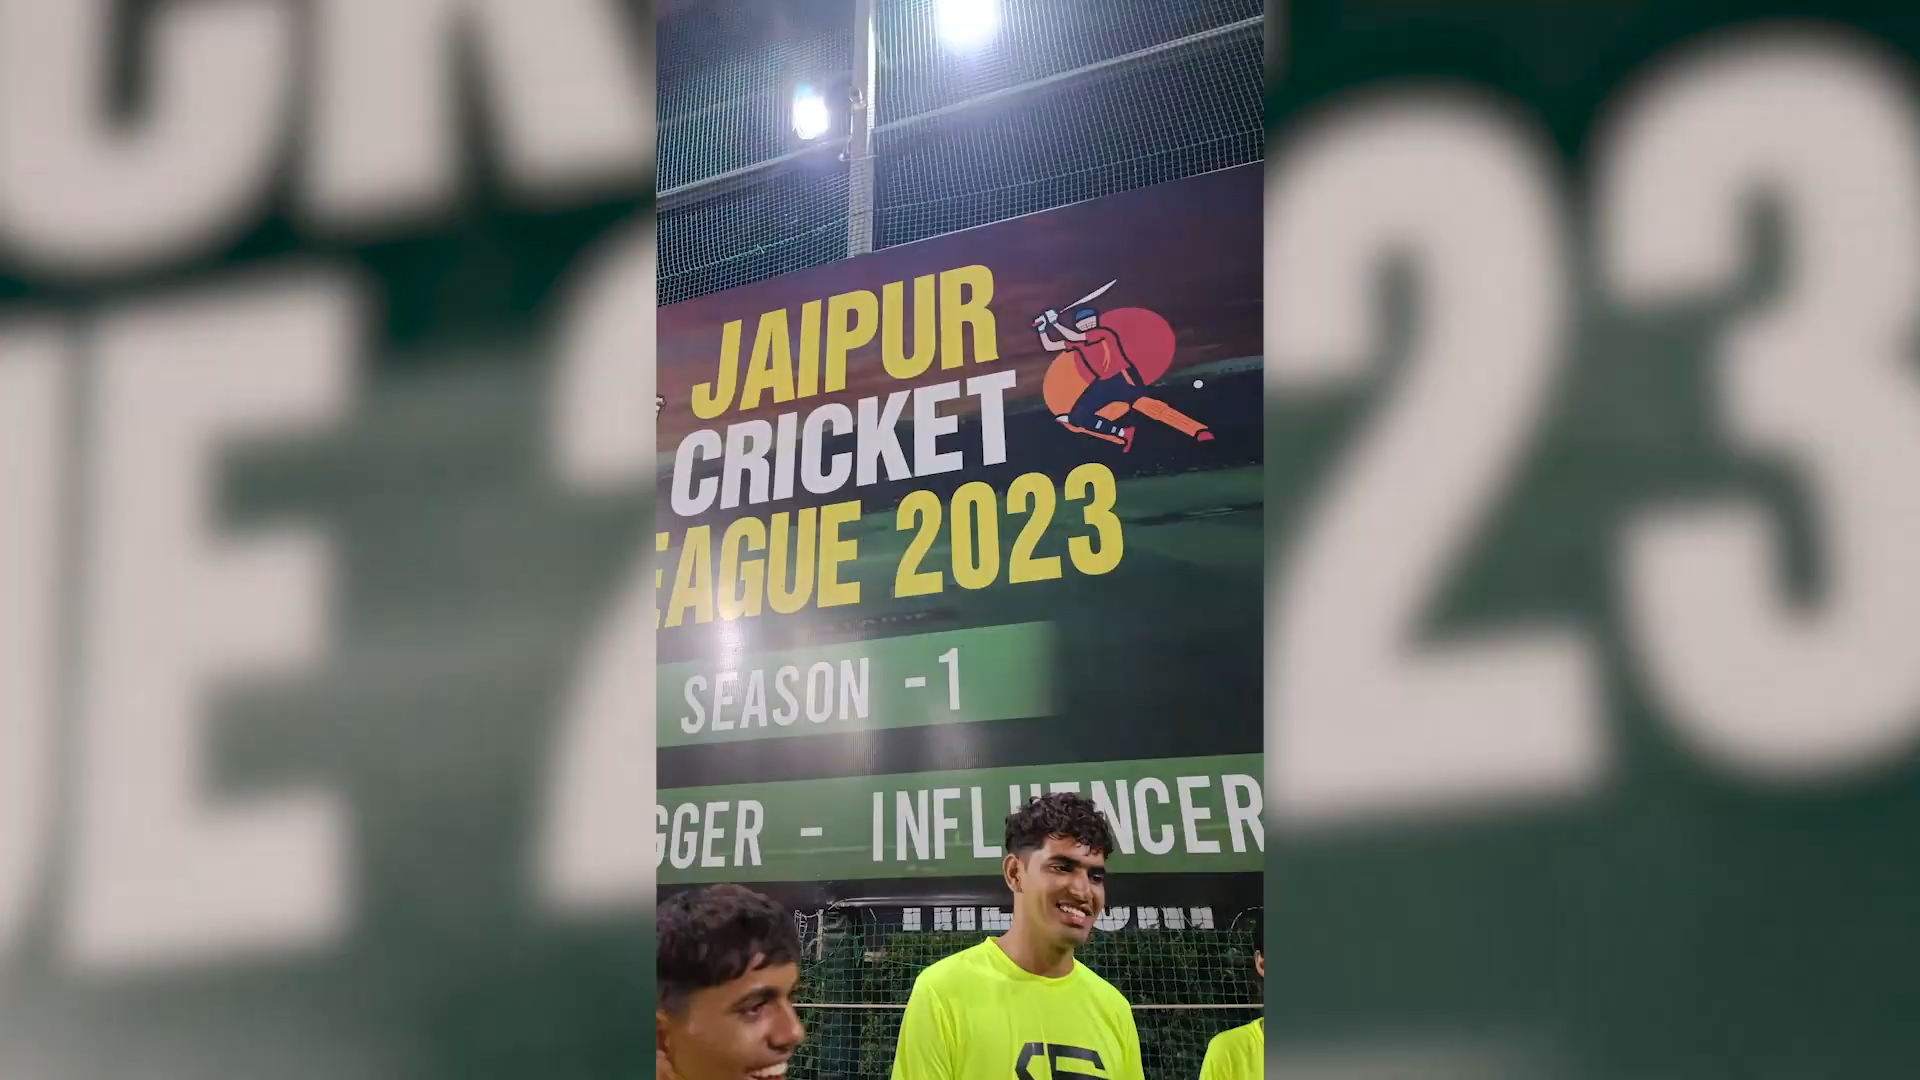 JAIPUR
CRICKET
EAGUE 2023
SEASON -1
GGER - INFLUENCER